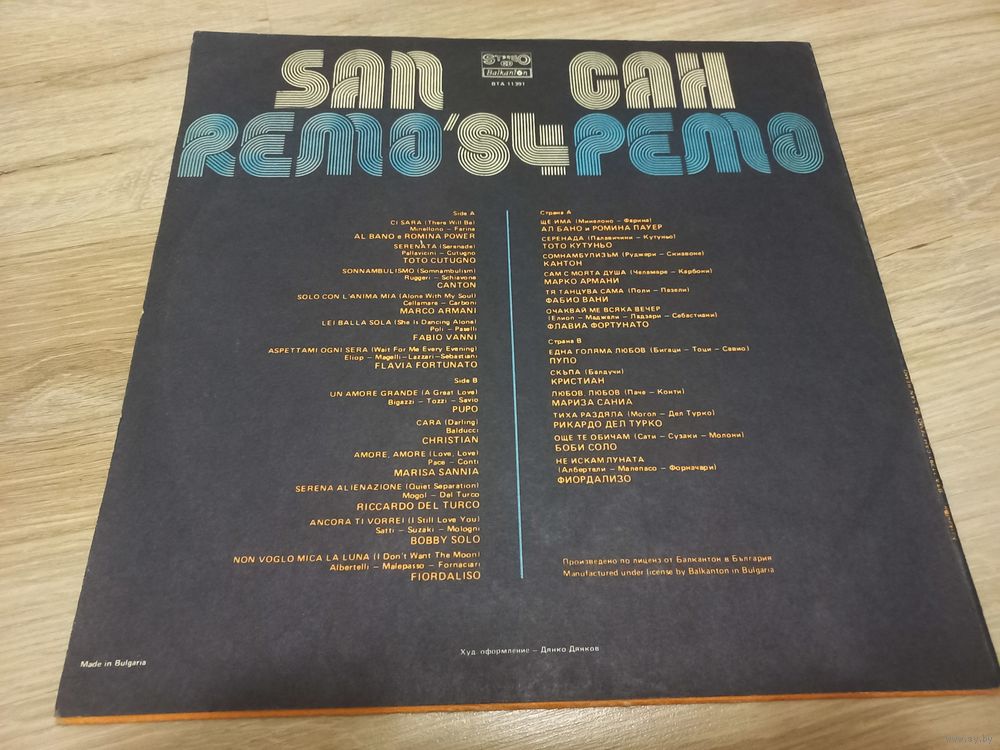 SAN
STEREO
Balkanton
BTA 11391
САН
REMO'84 РЕМО
Side A
CI SARA (There Will Be)
Minellono – Farina
AL BANO e ROMINA POWER
SERENATA (Serenade)
Pallavicini – Cutugno
TOTO CUTUGNO
SONNAMBULISMO (Somnambulism)
Ruggeri – Schiavone
CANTON
SOLO CON L'ANIMA MIA (Alone With My Soul)
Cellamare – Carboni
MARCO ARMANI
LEI BALLA SOLA (She Is Dancing Alone)
Poli – Paselli
FABIO VANNI
ASPETTAMI OGNI SERA (Wait For Me Every Evening)
Eliop – Magelli – Lazzari – Sebastiani
FLAVIA FORTUNATO
Side B
UN AMORE GRANDE (A Great Love)
Bigazzi – Tozzi – Savio
PUPO
CARA (Darling)
Balducci
CHRISTIAN
AMORE, AMORE (Love, Love)
Pace – Conti
MARISA SANNIA
SERENA ALIENAZIONE (Quiet Separation)
Mogol – Del Turco
RICCARDO DEL TURCO
ANCORA TI VORREI (I Still Love You)
Satti – Suzaki – Mologni
BOBBY SOLO
NON VOGLO MICA LA LUNA (I Don't Want The Moon)
Albertelli – Malepasso – Fornaciari
FIORDALISO
Страна А
ЩЕ ИМА (Минелоно – Фарина)
АЛ БАНО и РОМИНА ПАУЕР
СЕРЕНАДА (Палавичини – Кутуньо)
ТОТО КУТУНЬО
СОМНАМБУЛИЗЪМ (Руджери – Скиавоне)
КАНТОН
САМ С МОЯТА ДУША (Челамаре – Карбони)
МАРКО АРМАНИ
ТЯ ТАНЦУВА САМА (Поли – Пазели)
ФАБИО ВАНИ
ОЧАКВАЙ МЕ ВСЯКА ВЕЧЕР
(Елиоп – Маджели – Ладзари – Себастиани)
ФЛАВИА ФОРТУНАТО
Страна В
ЕДНА ГОЛЯМА ЛЮБОВ (Бигаци – Тоци – Савио)
ПУПО
СКЪПА (Балдучи)
КРИСТИАН
ЛЮБОВ, ЛЮБОВ (Паче – Конти)
МАРИЗА САНИА
ТИХА РАЗДЯЛА (Могол – Дел Турко)
РИКАРДО ДЕЛ ТУРКО
ОЩЕ ТЕ ОБИЧАМ (Сати – Сузаки – Молони)
БОБИ СОЛО
НЕ ИСКАМ ЛУНАТА
(Албертели – Малепасо – Форначари)
ФИОРДАЛИЗО
Произведено по лиценз от Балкантон в България
Manufactured under license by Balkanton in Bulgaria
Made in Bulgaria
Худ. оформление – Дянко Дянков
www.ay.by